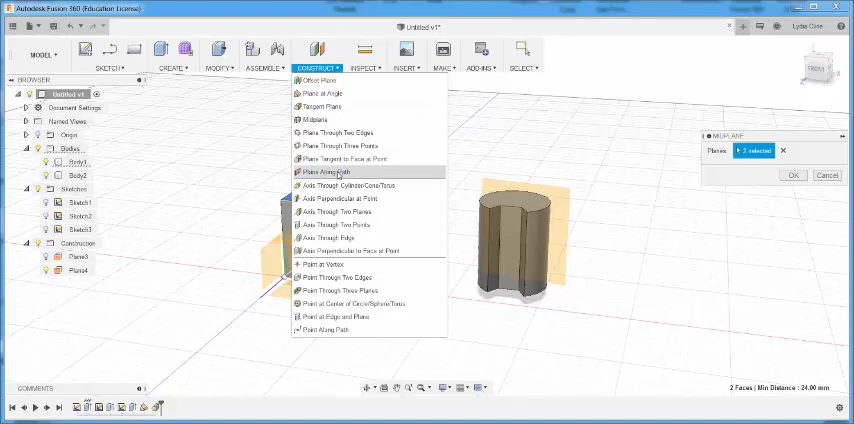 Autodesk Fusion 360 (Education License)
Untitled v1*
Lydia Cline
MODEL
SKETCH
CREATE
MODIFY
ASSEMBLE
CONSTRUCT
INSPECT
INSERT
MAKE
ADD-INS
SELECT
BROWSER
Untitled v1
Document Settings
Named Views
Origin
Bodies
Body1
Body2
Sketches
Sketch1
Sketch2
Sketch3
Construction
Plane3
Plane4
Offset Plane
Plane at Angle
Tangent Plane
Midplane
Plane Through Two Edges
Plane Through Three Points
Plane Tangent to Face at Point
Plane Along Path
Axis Through Cylinder/Cone/Torus
Axis Perpendicular at Point
Axis Through Two Planes
Axis Through Two Points
Axis Through Edge
Axis Perpendicular to Face at Point
Point at Vertex
Point Through Two Edges
Point Through Three Planes
Point at Center of Circle/Sphere/Torus
Point at Edge and Plane
Point Along Path
FRONT
X
Z
MIDPLANE
Planes
2 selected
OK
Cancel
COMMENTS
2 Faces | Min Distance : 24.00 mm